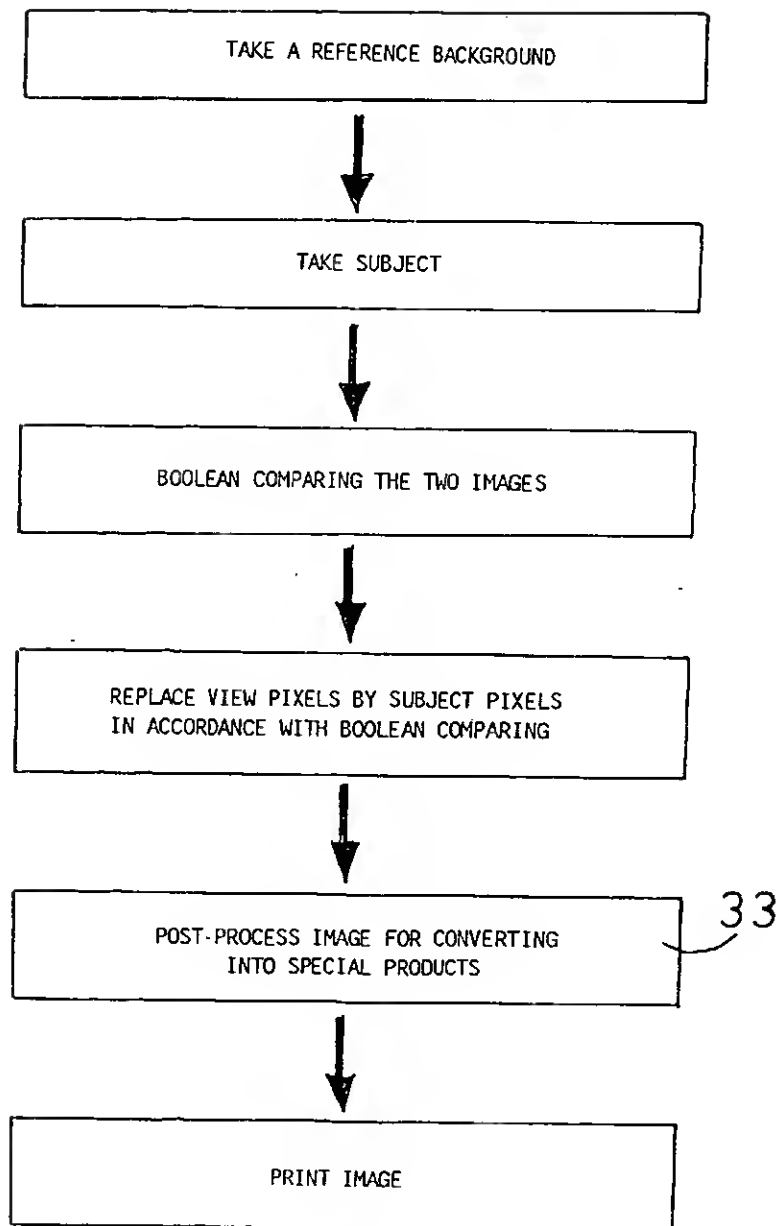 TAKE A REFERENCE BACKGROUND
TAKE SUBJECT
BOOLEAN COMPARING THE TWO IMAGES
REPLACE VIEW PIXELS BY SUBJECT PIXELS
IN ACCORDANCE WITH BOOLEAN COMPARING
POST-PROCESS IMAGE FOR CONVERTING
INTO SPECIAL PRODUCTS
33
PRINT IMAGE